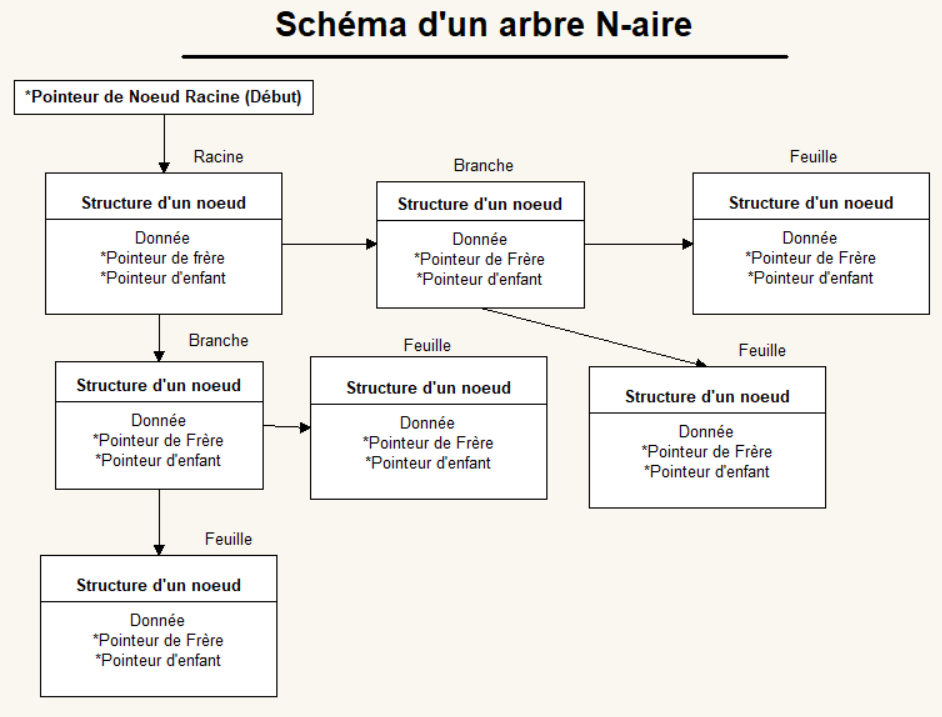 Schéma d'un arbre N-aire
*Pointeur de Noeud Racine (Début)
Racine
Structure d'un noeud
Donnée
*Pointeur de frère
*Pointeur d'enfant
Branche
Structure d'un noeud
Donnée
*Pointeur de Frère
*Pointeur d'enfant
Feuille
Structure d'un noeud
Donnée
*Pointeur de Frère
*Pointeur d'enfant
Branche
Structure d'un noeud
Donnée
*Pointeur de Frère
*Pointeur d'enfant
Feuille
Structure d'un noeud
Donnée
*Pointeur de Frère
*Pointeur d'enfant
Feuille
Structure d'un noeud
Donnée
*Pointeur de Frère
*Pointeur d'enfant
Feuille
Structure d'un noeud
Donnée
*Pointeur de Frère
*Pointeur d'enfant